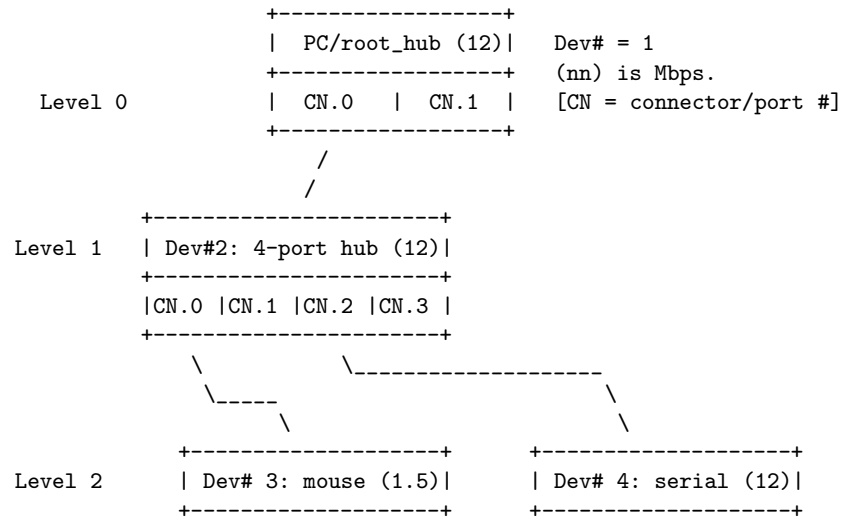 PC/root_hub (12)| Dev# = 1
(nn) is Mbps.
Level 0 | CN.0 | CN.1 | [CN = connector/port #]
Level 1 | Dev#2: 4-port hub (12)|
|CN.0 |CN.1 |CN.2 |CN.3 |
Level 2 | Dev# 3: mouse (1.5)| | Dev# 4: serial (12)|